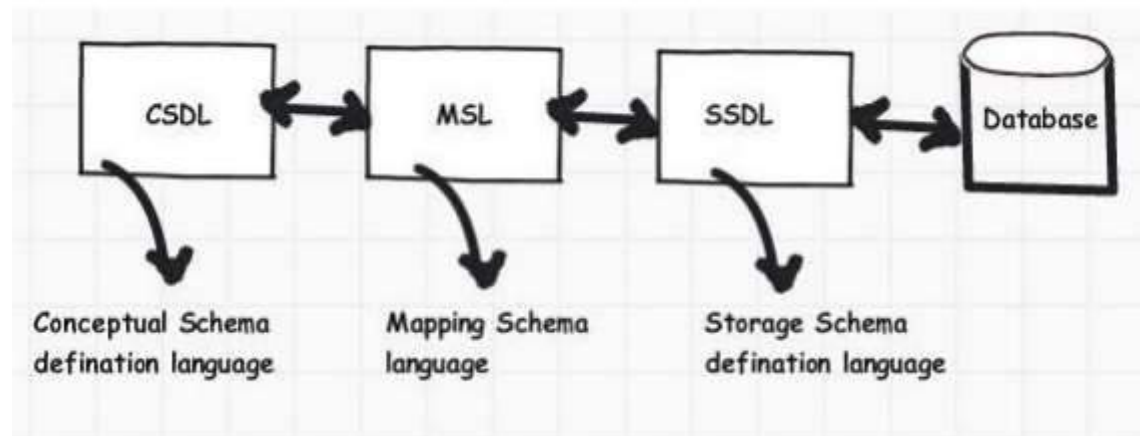 CSDL
MSL
SSDL
Database
Conceptual Schema
defination language
Mapping Schema
language
Storage Schema
defination language